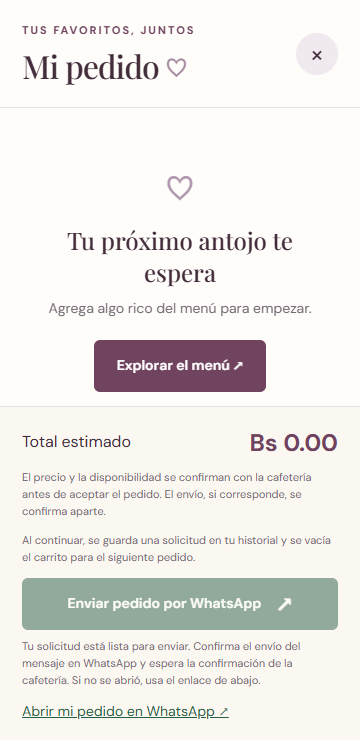 TUS FAVORITOS, JUNTOS
Mi pedido ♡
×
Tu próximo antojo te
espera
Agrega algo rico del menú para empezar.
Explorar el menú ↗
Total estimado
Bs 0.00
El precio y la disponibilidad se confirman con la cafetería
antes de aceptar el pedido. El envío, si corresponde, se
confirma aparte.
Al continuar, se guarda una solicitud en tu historial y se vacía
el carrito para el siguiente pedido.
Enviar pedido por WhatsApp ↗
Tu solicitud está lista para enviar. Confirma el envío del
mensaje en WhatsApp y espera la confirmación de la
cafetería. Si no se abrió, usa el enlace de abajo.
Abrir mi pedido en WhatsApp ↗